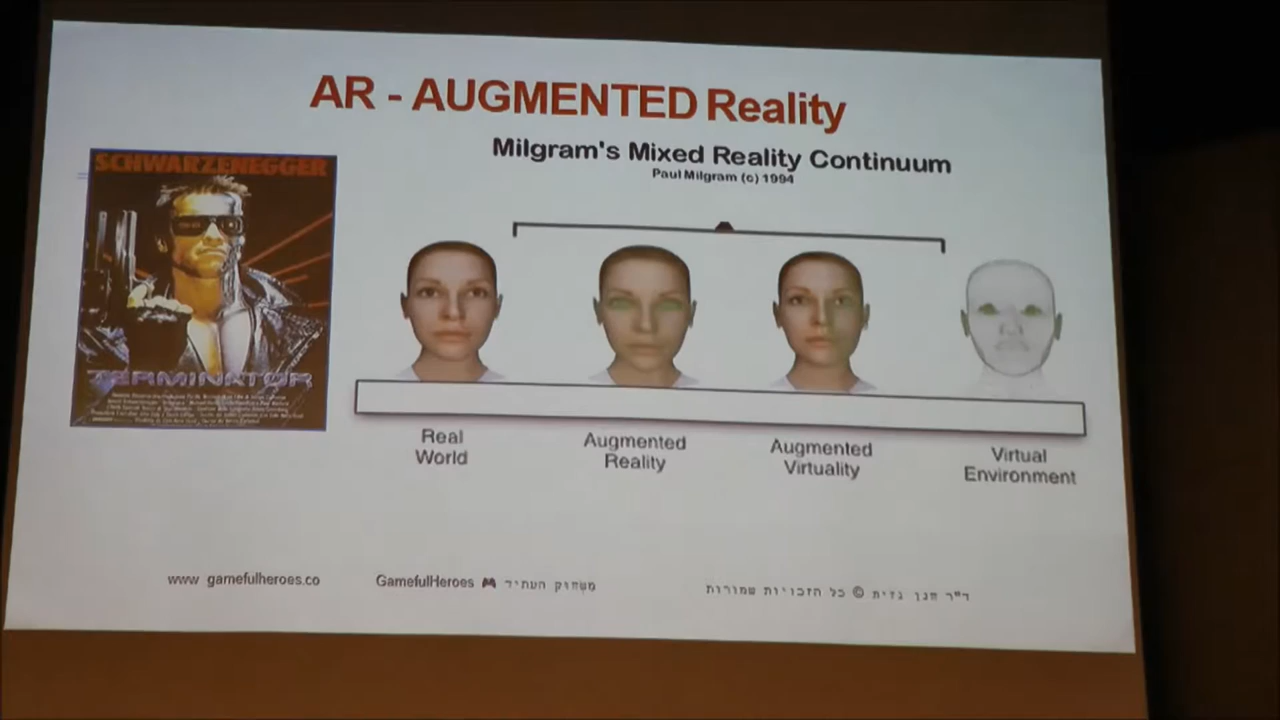 AR - AUGMENTED Reality
Milgram's Mixed Reality Continuum
Paul Milgram (c) 1994
SCHWARZENEGGER
TERMINATOR
Real
World
Augmented
Reality
Augmented
Virtuality
Virtual
Environment
www gamefulheroes.co
GamefulHeroes 🎮 משחוק העתיד
ד"ר חנן גזית © כל הזכויות שמורות